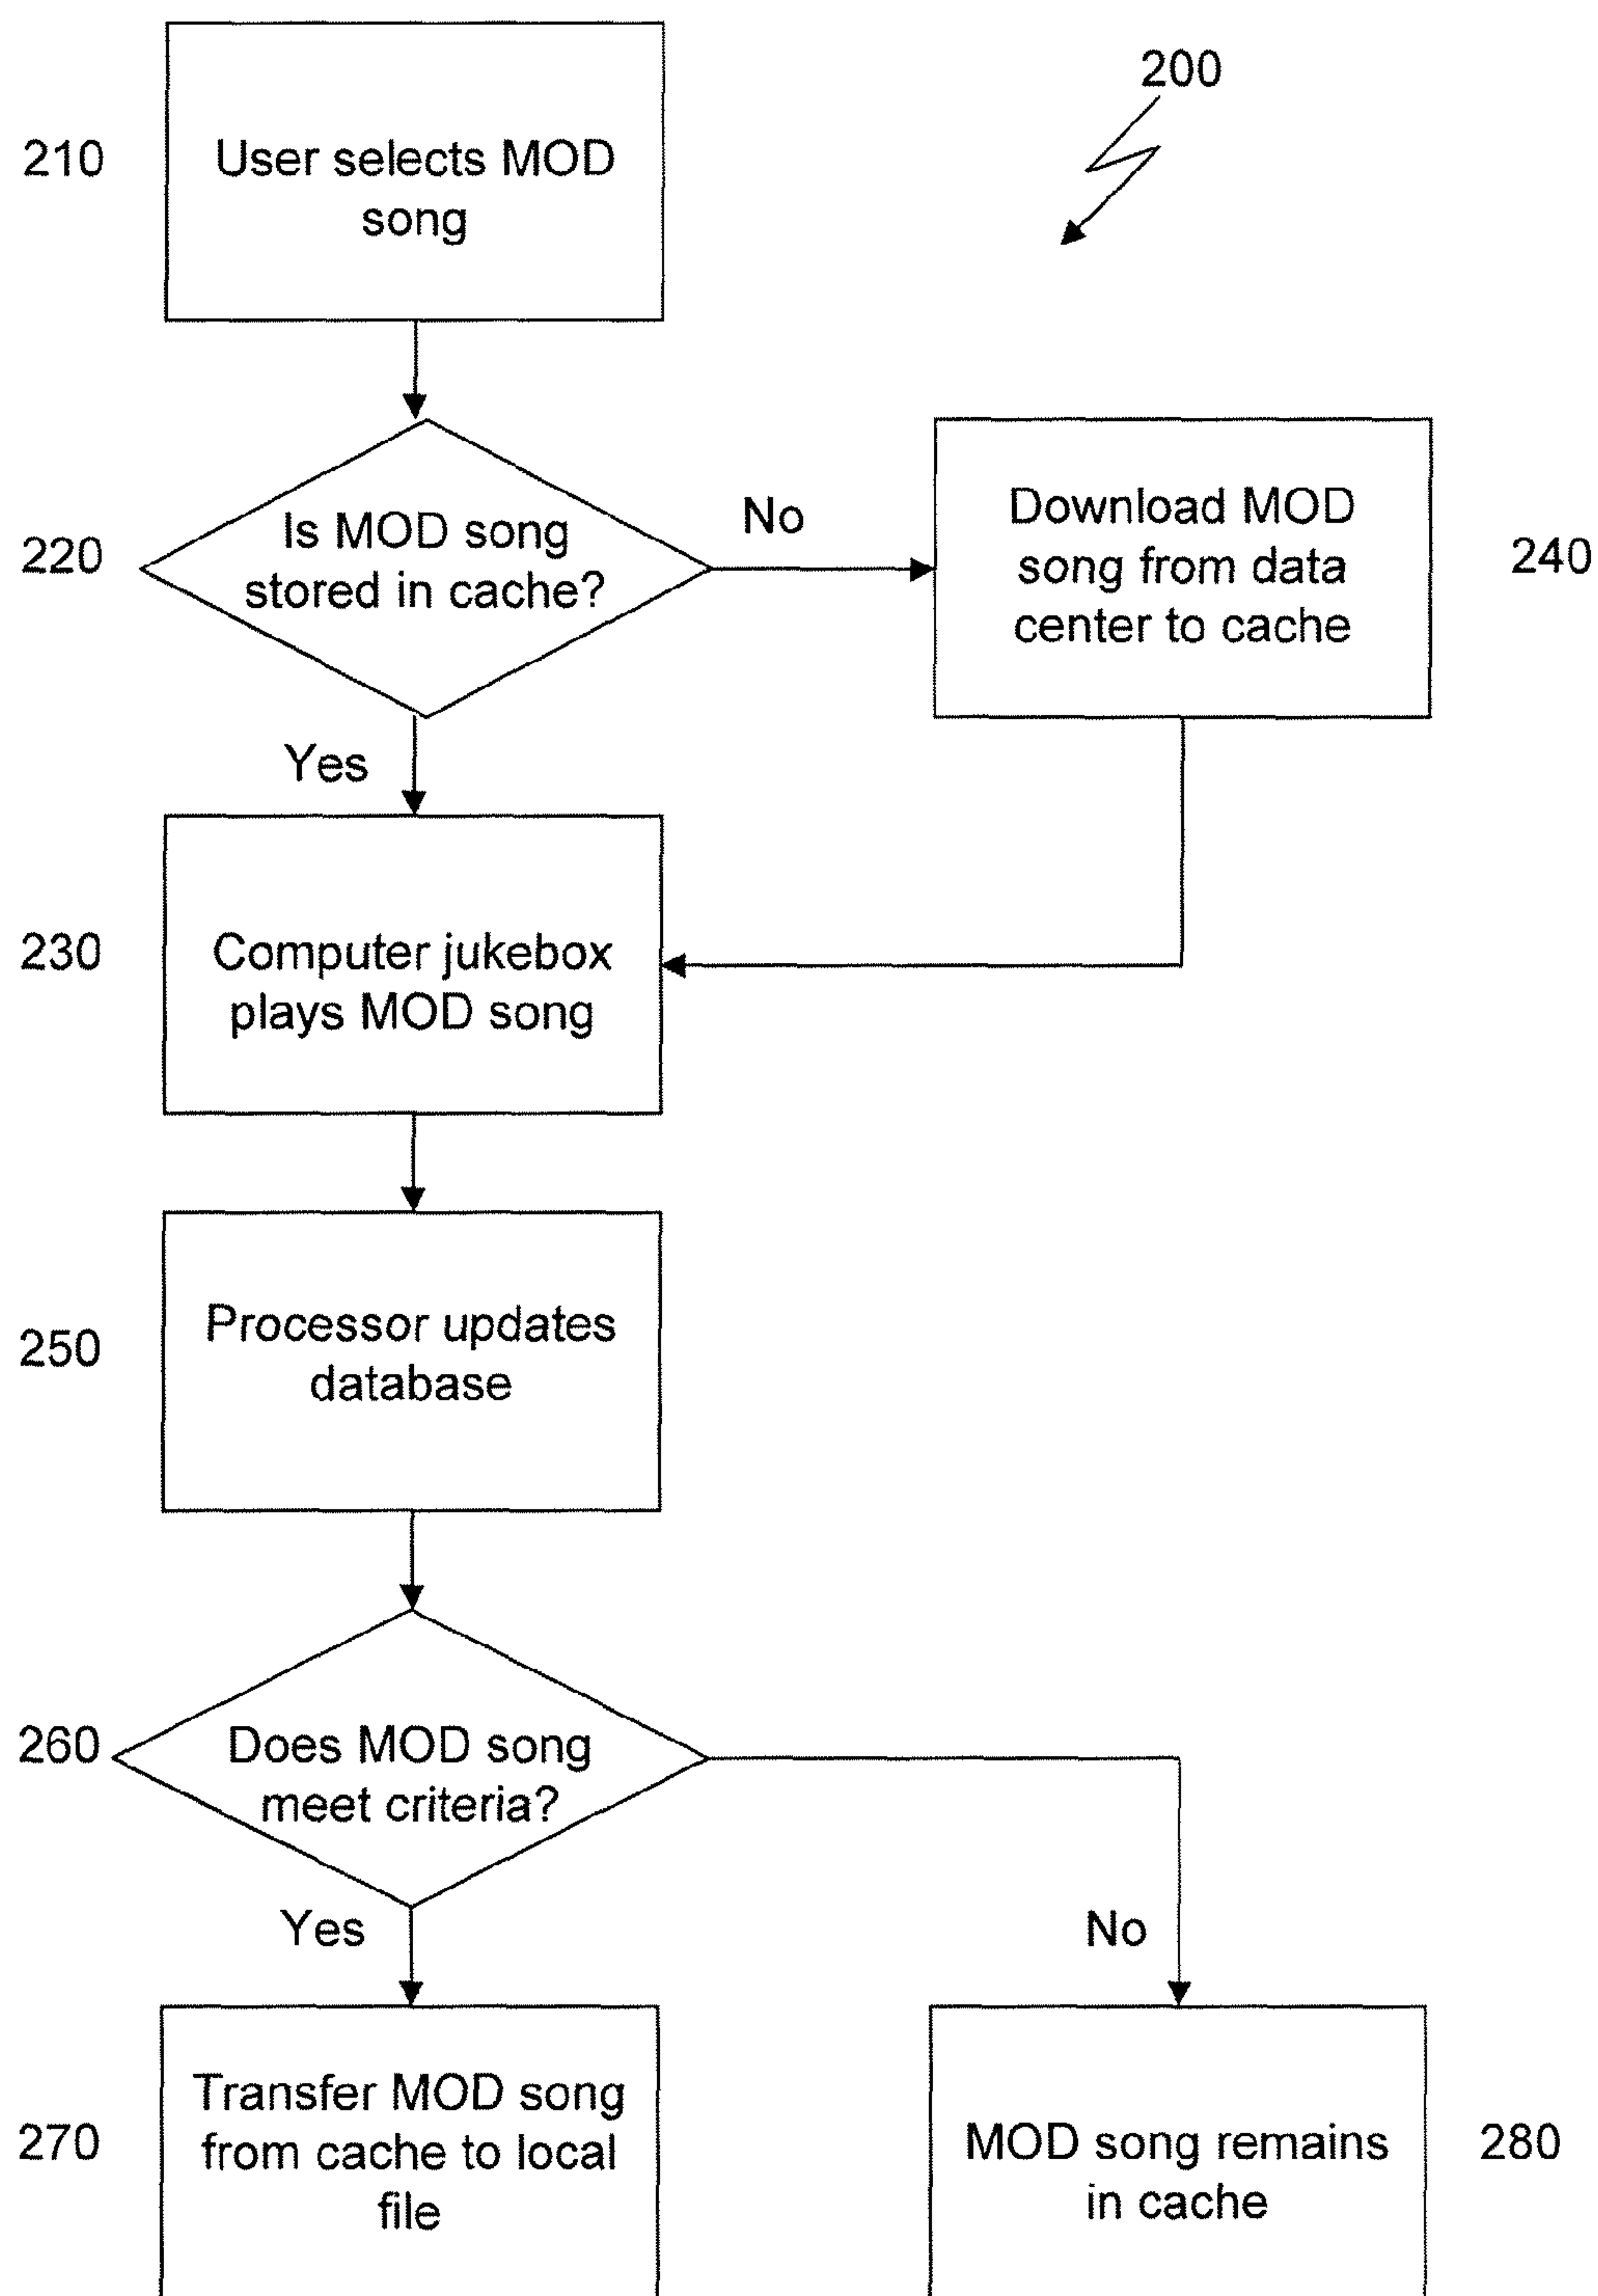 200
210
User selects MOD
song
220
Is MOD song
stored in cache?
No
Download MOD
song from data
center to cache
240
Yes
230
Computer jukebox
plays MOD song
250
Processor updates
database
260
Does MOD song
meet criteria?
Yes
No
270
Transfer MOD song
from cache to local
file
MOD song remains
in cache
280